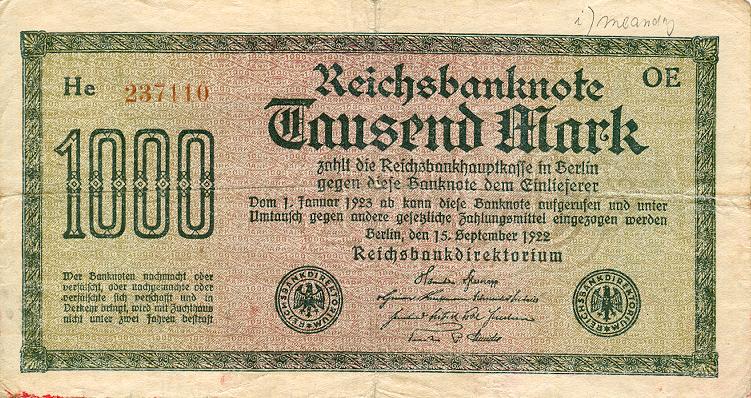 i) meander
He 237110
OE
Reichsbanknote
Tausend Mark
1000
zahlt die Reichsbankhauptkasse in Berlin
gegen diese Banknote dem Einlieferer
Vom 1. Januar 1923 ab kann diese Banknote aufgerufen und unter
Umtausch gegen andere gesetzliche Zahlungsmittel eingezogen werden
Berlin, den 15. September 1922
Reichsbankdirektorium
Wer Banknoten nachmacht oder
verfälscht, oder nachgemachte oder
verfälschte sich verschafft und in
Verkehr bringt, wird mit Zuchthaus
nicht unter zwei Jahren bestraft
REICHSBANKDIREKTORIUM
REICHSBANKDIREKTORIUM